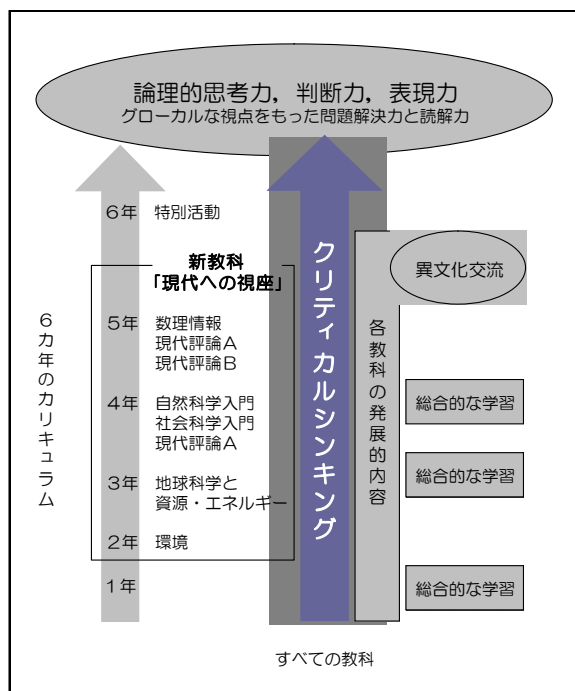 論理的思考力，判断力，表現力
グローカルな視点をもった問題解決力と読解力
6年 特別活動
新教科
「現代への視座」
5年 数理情報
現代評論A
現代評論B
4年 自然科学入門
社会科学入門
現代評論A
3年 地球科学と
資源・エネルギー
2年 環境
1年
6カ年のカリキュラム
クリティカルシンキング
各教科の発展的内容
異文化交流
総合的な学習
総合的な学習
総合的な学習
すべての教科